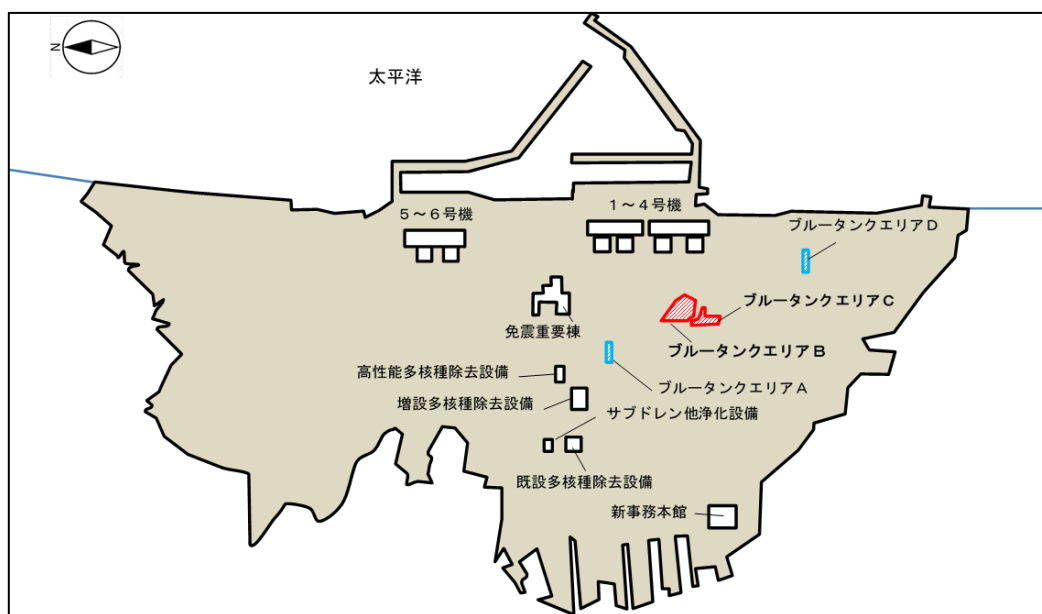 N
太平洋
5～6号機
1～4号機
ブルータンクエリアD
ブルータンクエリアC
免震重要棟
ブルータンクエリアB
高性能多核種除去設備
ブルータンクエリアA
増設多核種除去設備
サブドレン他浄化設備
既設多核種除去設備
新事務本館